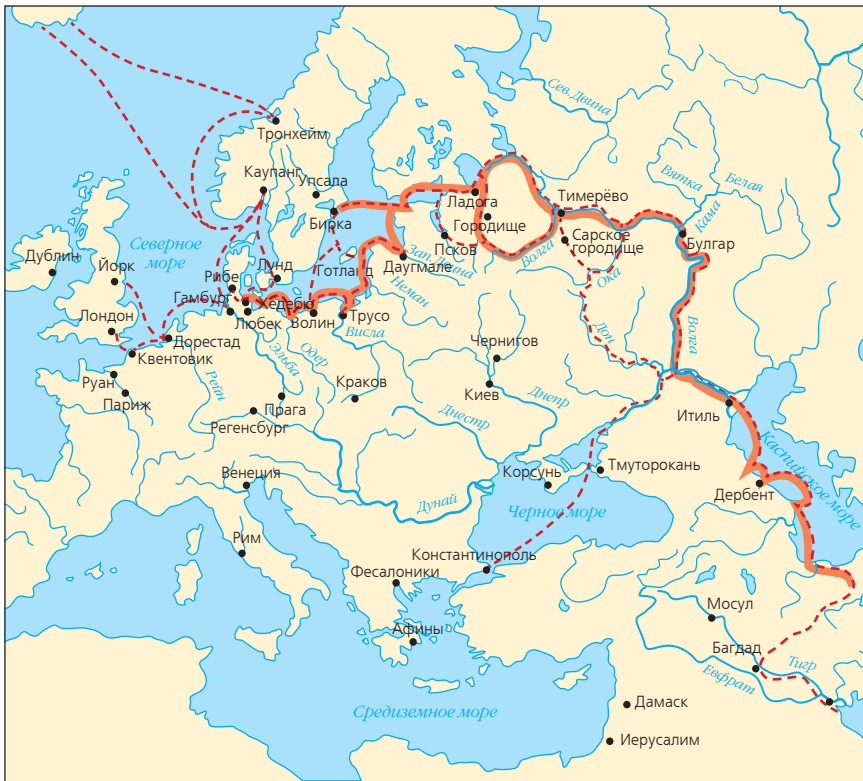 Сев. Двина
Тронхейм
Каупанг
Упсала
Ладога
Вятка
Белая
Тимерёво
Бирка
Городище
Кама
Северное
море
Псков
Сарское
городище
Булгар
Дублин
Йорк
Рибе
Лунд
Готланд
Даугмале
Зап. Двина
Волга
Ока
Гамбург
Хедебю
Неман
Лондон
Любек
Волин
Трусо
Дон
Волга
Дорестад
Висла
Квентовик
Эльба
Одер
Чернигов
Руан
Рейн
Париж
Прага
Краков
Киев
Днепр
Итиль
Регенсбург
Днестр
Каспийское море
Венеция
Корсунь
Тмуторокань
Дунай
Дербент
Черное море
Рим
Константинополь
Фесалоники
Мосул
Афины
Багдад
Тигр
Евфрат
Средиземное море
Дамаск
Иерусалим